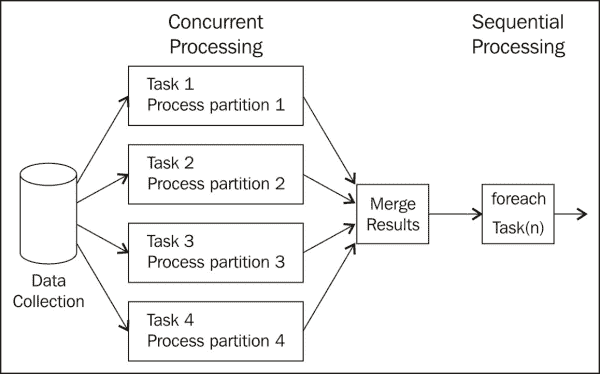 Concurrent
Processing
Sequential
Processing
Task 1
Process partition 1
Task 2
Process partition 2
Task 3
Process partition 3
Task 4
Process partition 4
Data
Collection
Merge
Results
foreach
Task(n)